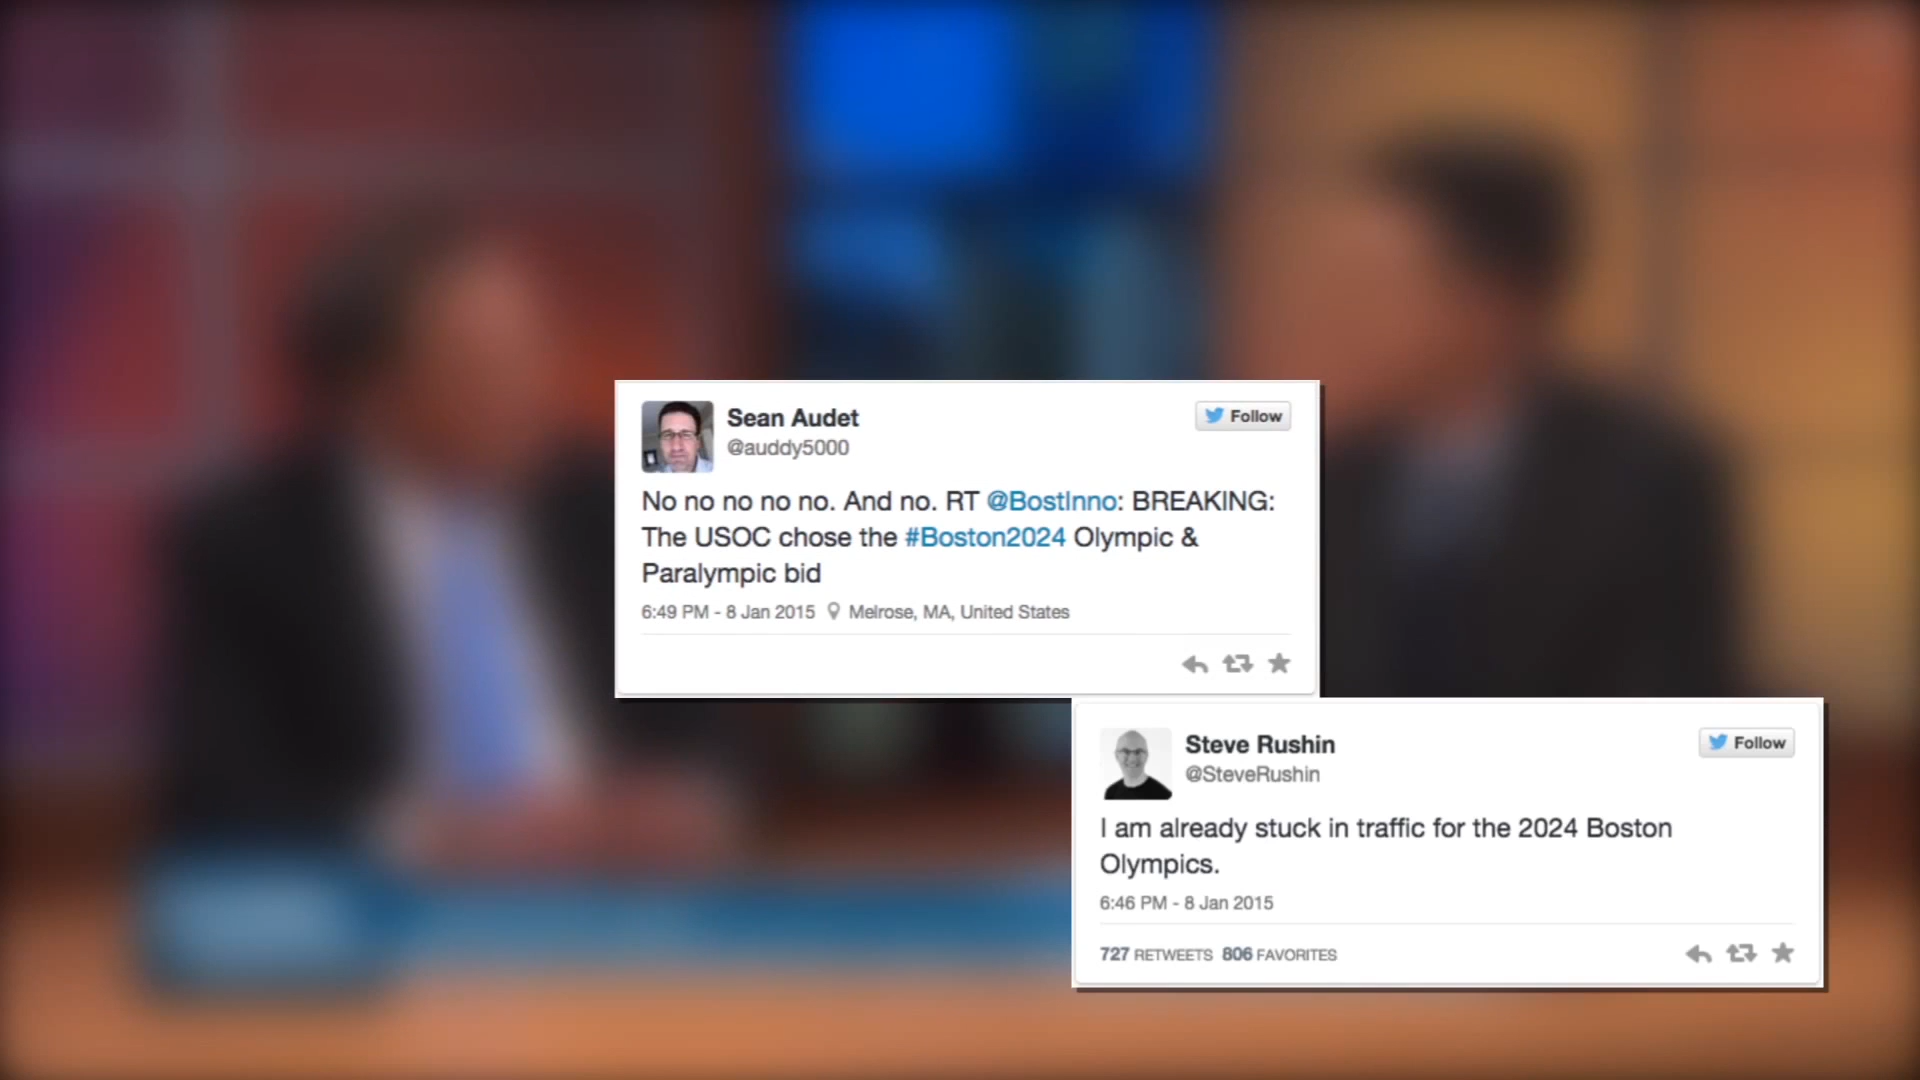 Sean Audet
@auddy5000
Follow
No no no no no. And no. RT @BostInno: BREAKING:
The USOC chose the #Boston2024 Olympic &
Paralympic bid
6:49 PM - 8 Jan 2015 Melrose, MA, United States
Steve Rushin
@SteveRushin
Follow
I am already stuck in traffic for the 2024 Boston
Olympics.
6:46 PM - 8 Jan 2015
727 RETWEETS 806 FAVORITES